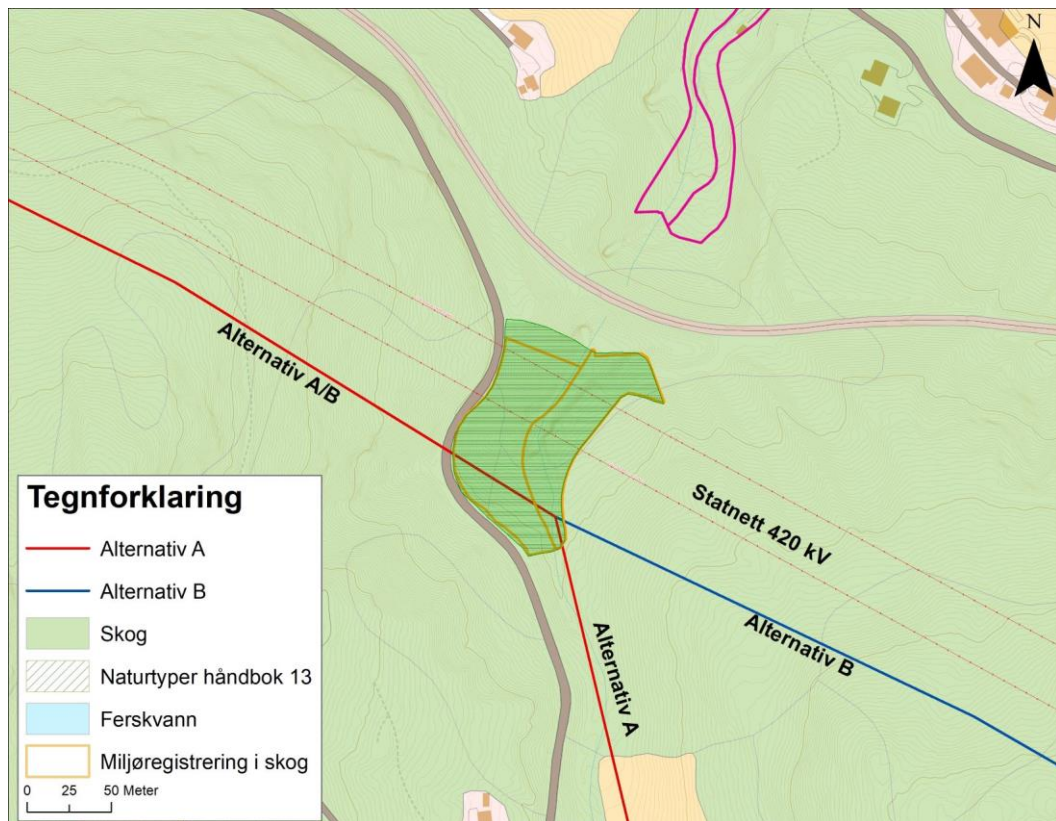 N
Alternativ A/B
Statnett 420 kV
Alternativ B
Alternativ A
Tegnforklaring
Alternativ A
Alternativ B
Skog
Naturtyper håndbok 13
Ferskvann
Miljøregistrering i skog
0 25 50 Meter